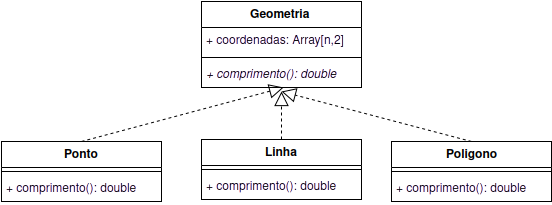 Geometria
+ coordenadas: Array[n,2]
+ comprimento(): double
Ponto
+ comprimento(): double
Linha
+ comprimento(): double
Poligono
+ comprimento(): double